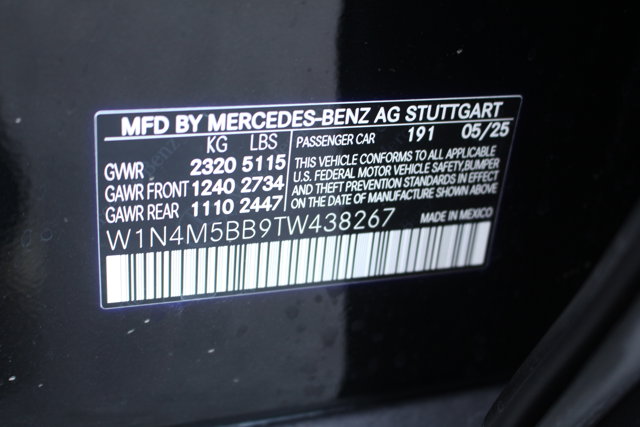 MFD BY MERCEDES-BENZ AG STUTTGART
KG LBS
GVWR 2320 5115
GAWR FRONT 1240 2734
GAWR REAR 1110 2447
PASSENGER CAR 191 05/25
THIS VEHICLE CONFORMS TO ALL APPLICABLE
U.S. FEDERAL MOTOR VEHICLE SAFETY,BUMPER
AND THEFT PREVENTION STANDARDS IN EFFECT
ON THE DATE OF MANUFACTURE SHOWN ABOVE.
W1N4M5BB9TW438267
MADE IN MEXICO